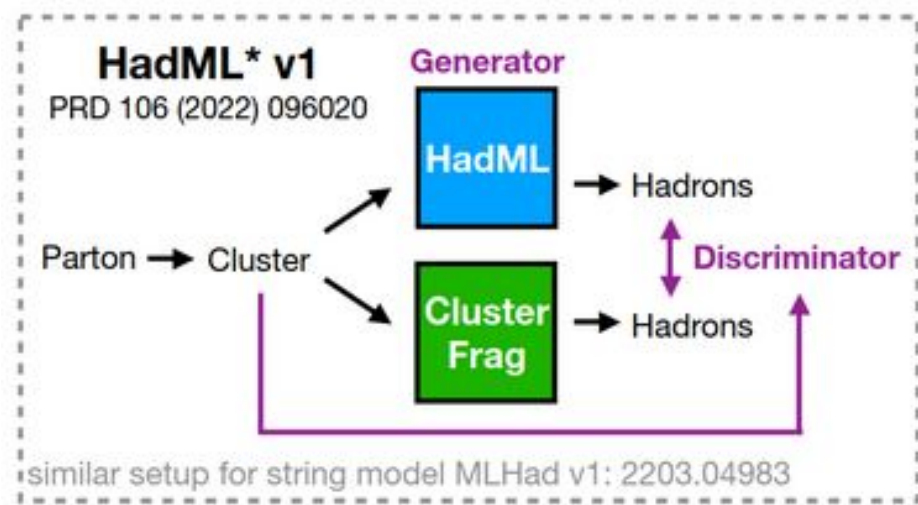 HadML* v1
PRD 106 (2022) 096020
Generator
HadML
Hadrons
Parton
Cluster
Discriminator
Cluster
Frag
Hadrons
similar setup for string model MLHad v1: 2203.04983